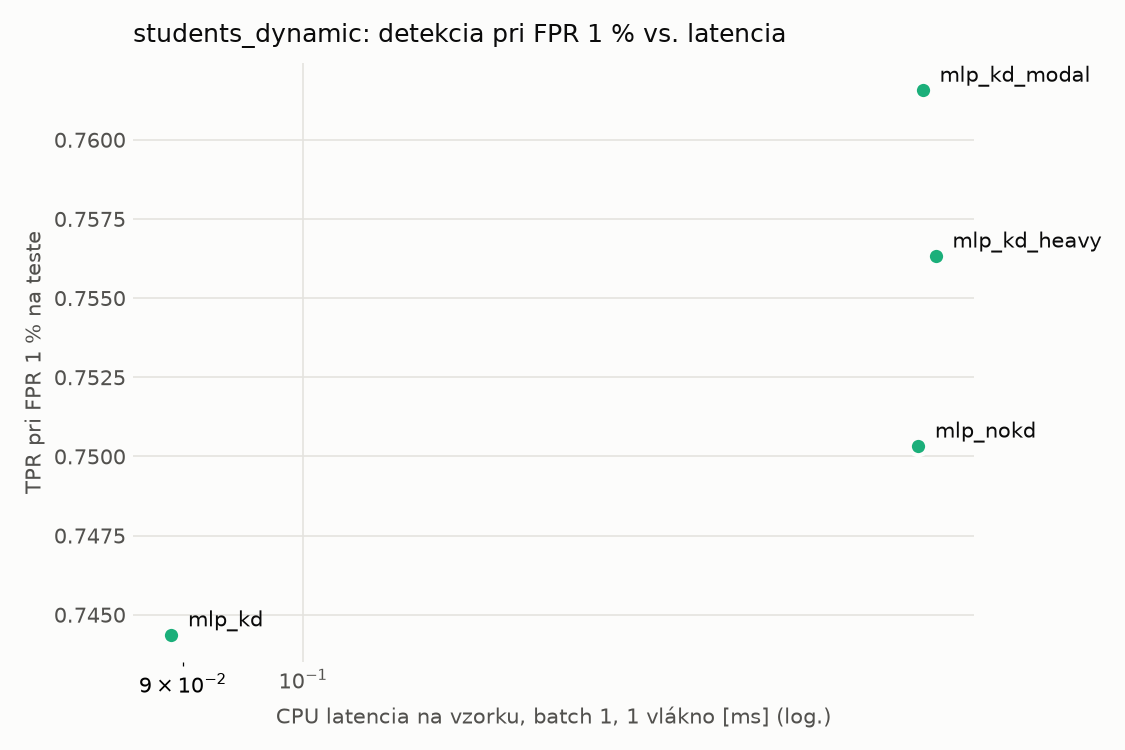 students_dynamic: detekcia pri FPR 1 % vs. latencia
mlp_kd_modal
0.7600
0.7575
mlp_kd_heavy
0.7550
0.7525
mlp_nokd
0.7500
0.7475
mlp_kd
0.7450
TPR pri FPR 1 % na teste
9 × 10⁻²
10⁻¹
CPU latencia na vzorku, batch 1, 1 vlákno [ms] (log.)